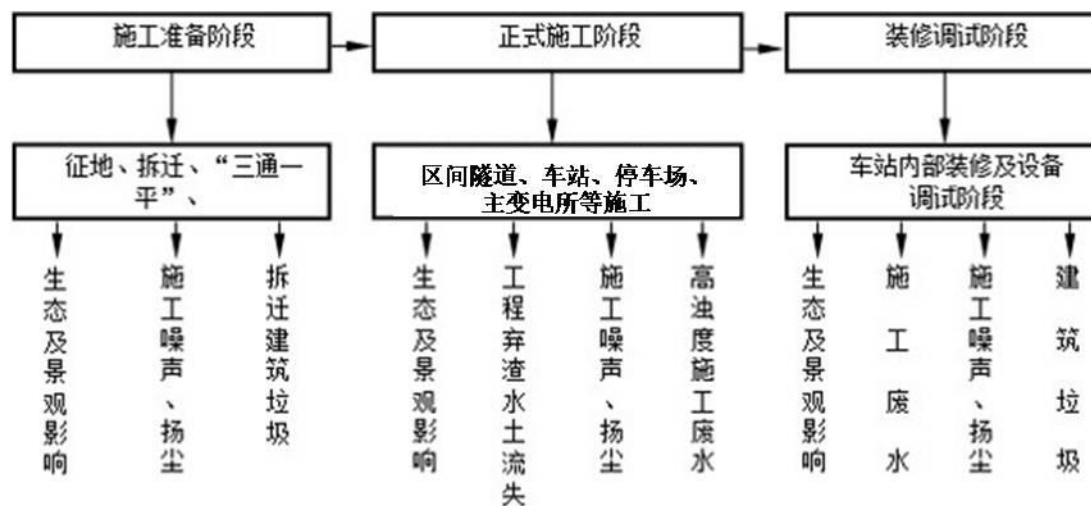 施工准备阶段
正式施工阶段
装修调试阶段
征地、拆迁、“三通一
平”、
区间隧道、车站、停车场、
主变电所等施工
车站内部装修及设备
调试阶段
生态及景观影响
施工噪声、扬尘
拆迁建筑垃圾
生态及景观影响
工程弃渣水土流失
施工噪声、扬尘
高浊度施工废水
生态及景观影响
施工废水
施工噪声、扬尘
建筑垃圾